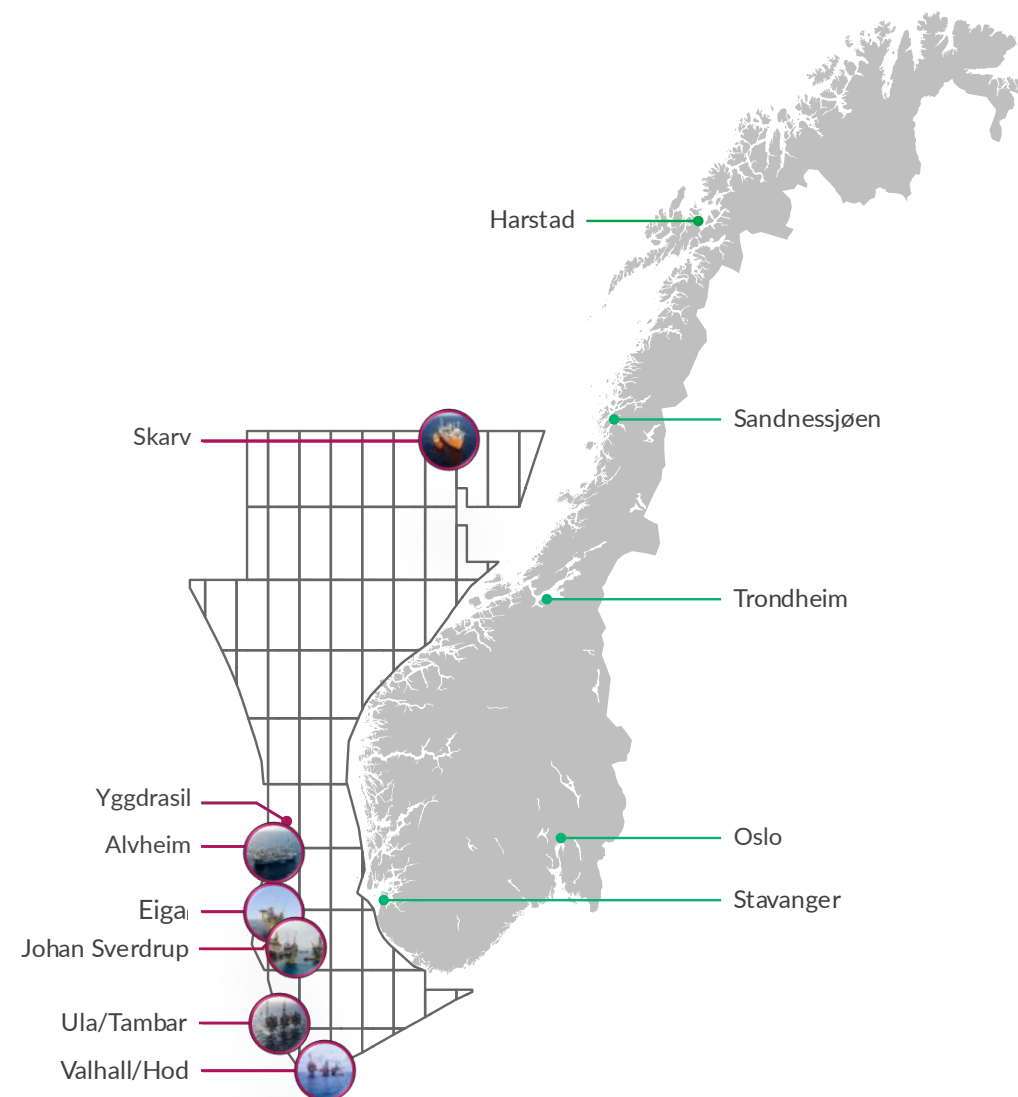 Harstad
Sandnessjøen
Skarv
Trondheim
Yggdrasil
Oslo
Alvheim
Stavanger
Eiga
Johan Sverdrup
Ula/Tambar
Valhall/Hod